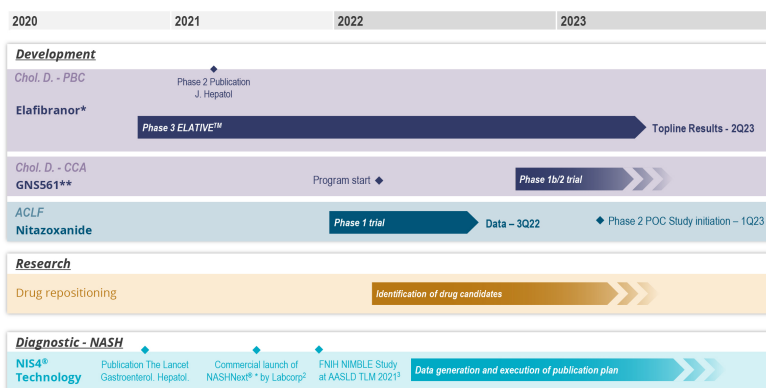 2020 2021 2022 2023
Development
Chol. D. - PBC
Phase 2 Publication
J. Hepatol
Elafibranor*
Phase 3 ELATIVE™ Topline Results - 2Q23
Chol. D. - CCA
GNS561** Program start Phase 1b/2 trial
ACLF
Nitazoxanide Phase 1 trial Data – 3Q22 Phase 2 POC Study initiation – 1Q23
Research
Drug repositioning Identification of drug candidates
Diagnostic - NASH
NIS4® Publication The Lancet Commercial launch of FNIH NIMBLE Study
Technology Gastroenterol. Hepatol. NASHNext® * by Labcorp² at AASLD TLM 2021³ Data generation and execution of publication plan